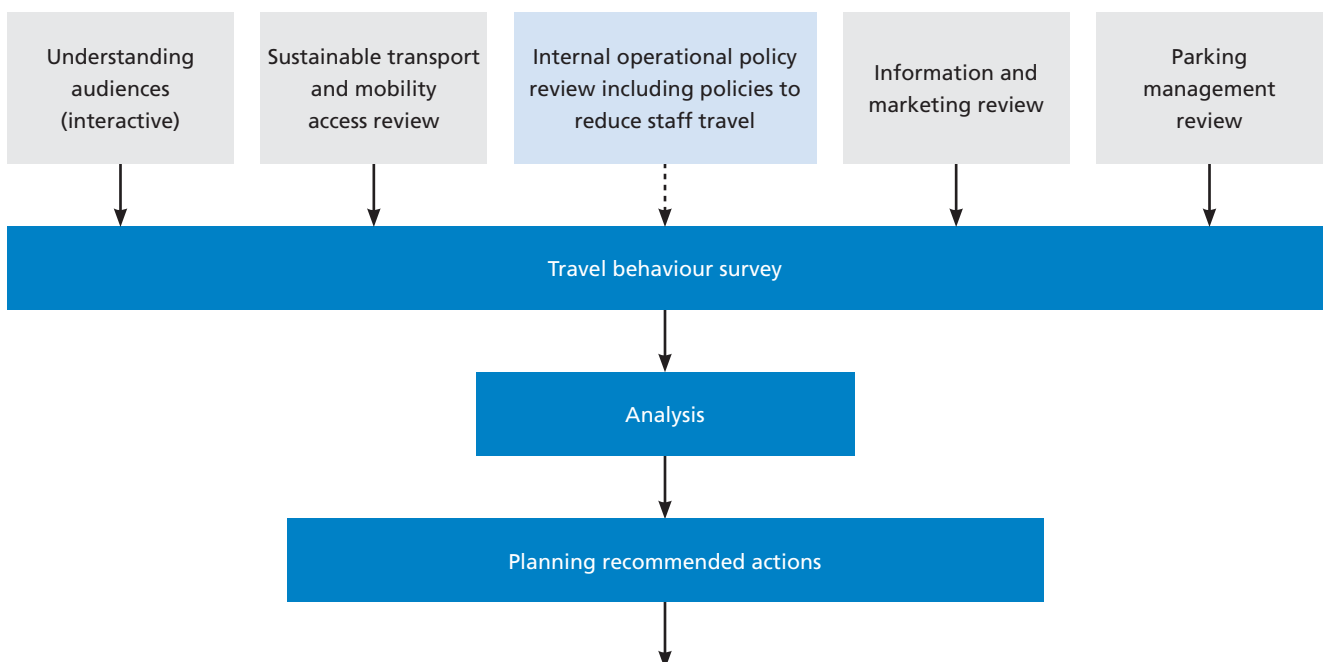 Understanding
audiences
(interactive)
Sustainable transport
and mobility
access review
Internal operational policy
review including policies to
reduce staff travel
Information and
marketing review
Parking
management
review
Travel behaviour survey
Analysis
Planning recommended actions